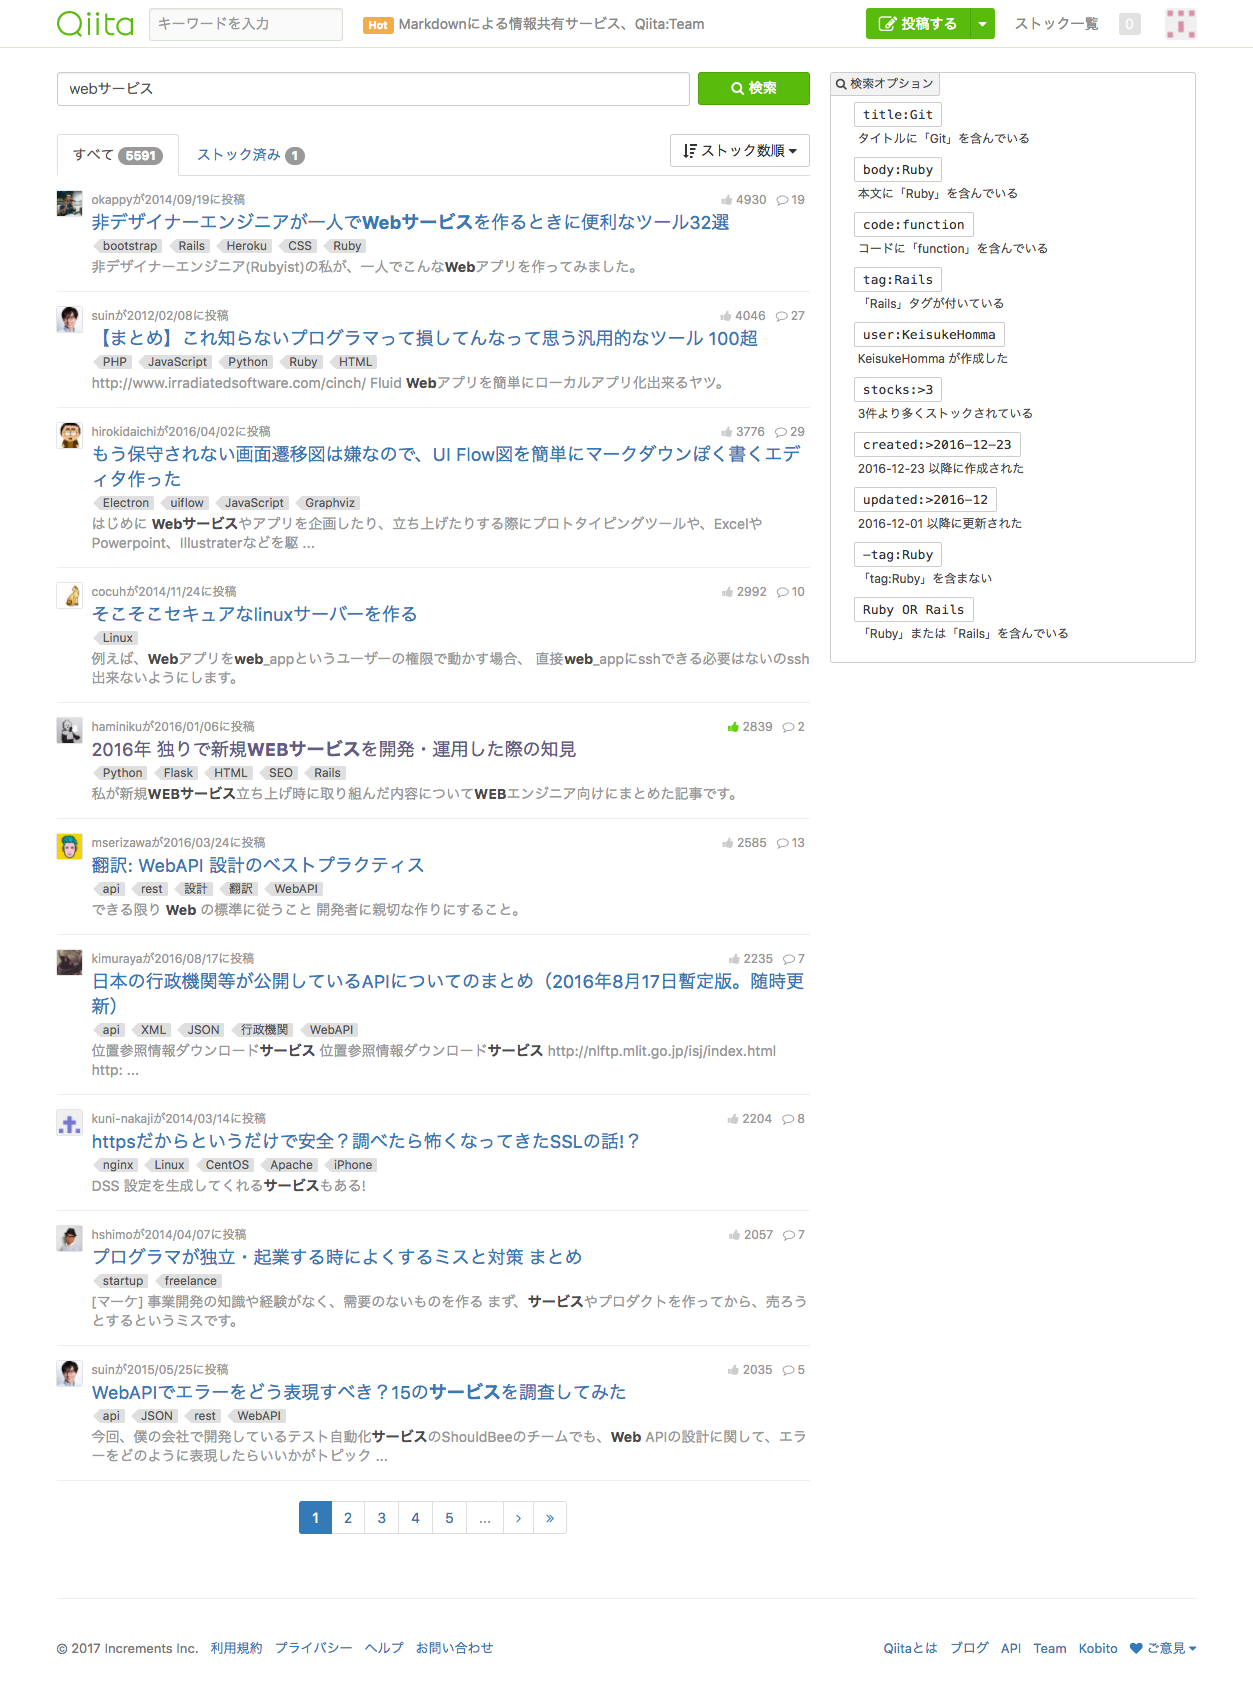 Qiita キーワードを入力 Hot Markdownによる情報共有サービス、Qiita:Team 投稿する ストック一覧 0
webサービス 検索
すべて 5591 ストック済み 1 ストック数順
okappyが2014/09/19に投稿 4930 19
非デザイナーエンジニアが一人でWebサービスを作るときに便利なツール32選
bootstrap Rails Heroku CSS Ruby
非デザイナーエンジニア(Rubyist)の私が、一人でこんなWebアプリを作ってみました。
suinが2012/02/08に投稿 4046 27
【まとめ】これ知らないプログラマって損してんなって思う汎用的なツール 100超
PHP JavaScript Python Ruby HTML
http://www.irradiatedsoftware.com/cinch/ Fluid Webアプリを簡単にローカルアプリ化出来るヤツ。
hirokidaichiが2016/04/02に投稿 3776 29
もう保守されない画面遷移図は嫌なので、UI Flow図を簡単にマークダウンぽく書くエデ
ィタ作った
Electron uiflow JavaScript Graphviz
はじめに Webサービスやアプリを企画したり、立ち上げたりする際にプロトタイピングツールや、Excelや
Powerpoint、Illustraterなどを駆 ...
cocuhが2014/11/24に投稿 2992 10
そこそこセキュアなlinuxサーバーを作る
Linux
例えば、Webアプリをweb_appというユーザーの権限で動かす場合、 直接web_appにsshできる必要はないのssh
出来ないようにします。
haminikuが2016/01/06に投稿 2839 2
2016年 独りで新規WEBサービスを開発・運用した際の知見
Python Flask HTML SEO Rails
私が新規WEBサービス立ち上げ時に取り組んだ内容についてWEBエンジニア向けにまとめた記事です。
mserizawaが2016/03/24に投稿 2585 13
翻訳: WebAPI 設計のベストプラクティス
api rest 設計 翻訳 WebAPI
できる限り Web の標準に従うこと 開発者に親切な作りにすること。
kimurayaが2016/08/17に投稿 2235 7
日本の行政機関等が公開しているAPIについてのまとめ（2016年8月17日暫定版。随時更
新）
api XML JSON 行政機関 WebAPI
位置参照情報ダウンロードサービス 位置参照情報ダウンロードサービス http://nlftp.mlit.go.jp/isj/index.html
http: ...
kuni-nakajiが2014/03/14に投稿 2204 8
httpsだからというだけで安全？調べたら怖くなってきたSSLの話!？
nginx Linux CentOS Apache iPhone
DSS 設定を生成してくれるサービスもある!
hshimoが2014/04/07に投稿 2057 7
プログラマが独立・起業する時によくするミスと対策 まとめ
startup freelance
[マーケ] 事業開発の知識や経験がなく、需要のないものを作る まず、サービスやプロダクトを作ってから、売ろう
とするというミスです。
suinが2015/05/25に投稿 2035 5
WebAPIでエラーをどう表現すべき？15のサービスを調査してみた
api JSON rest WebAPI
今回、僕の会社で開発しているテスト自動化サービスのShouldBeeのチームでも、Web APIの設計に関して、エラ
ーをどのように表現したらいいかがトピック ...
1 2 3 4 5 ... › »
検索オプション
title:Git
タイトルに「Git」を含んでいる
body:Ruby
本文に「Ruby」を含んでいる
code:function
コードに「function」を含んでいる
tag:Rails
「Rails」タグが付いている
user:KeisukeHomma
KeisukeHomma が作成した
stocks:>3
3件より多くストックされている
created:>2016-12-23
2016-12-23 以降に作成された
updated:>2016-12
2016-12-01 以降に更新された
-tag:Ruby
「tag:Ruby」を含まない
Ruby OR Rails
「Ruby」または「Rails」を含んでいる
© 2017 Increments Inc. 利用規約 プライバシー ヘルプ お問い合わせ Qiitaとは ブログ API Team Kobito ご意見